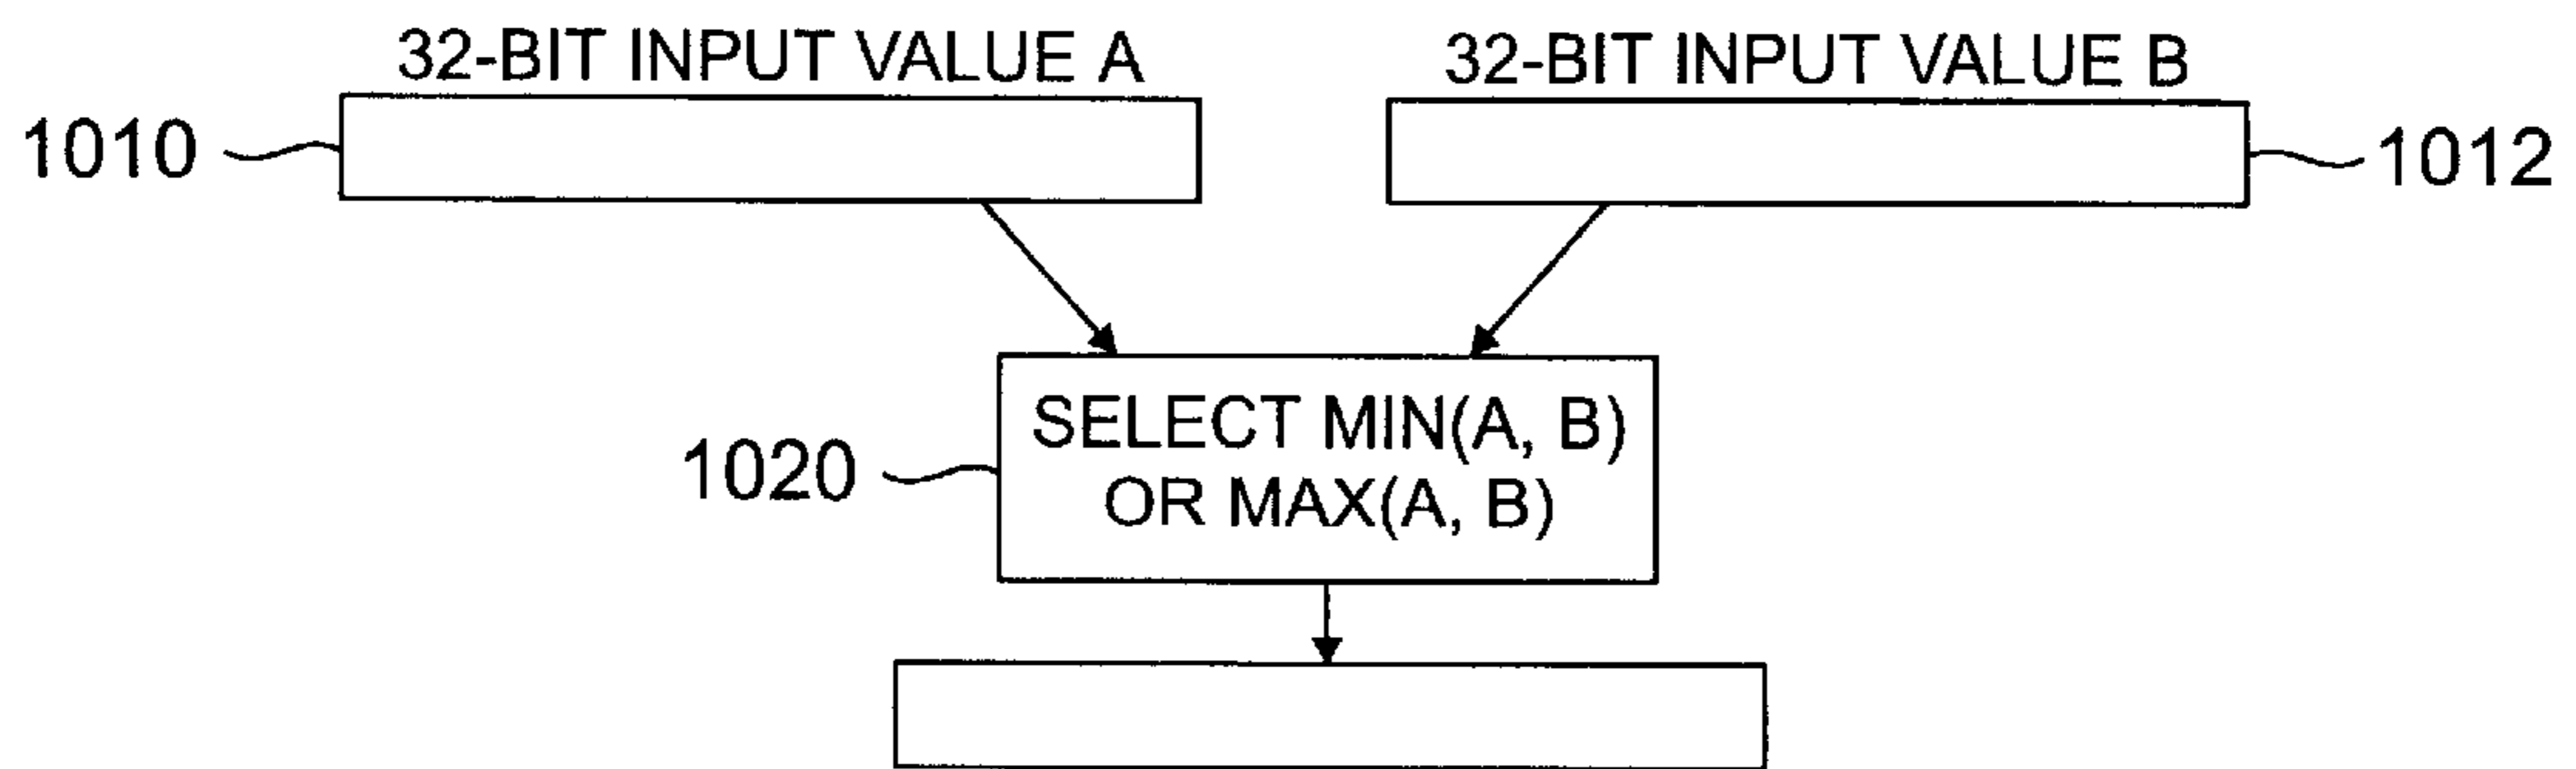 32-BIT INPUT VALUE A
32-BIT INPUT VALUE B
1010
1012
SELECT MIN(A, B)
OR MAX(A, B)
1020